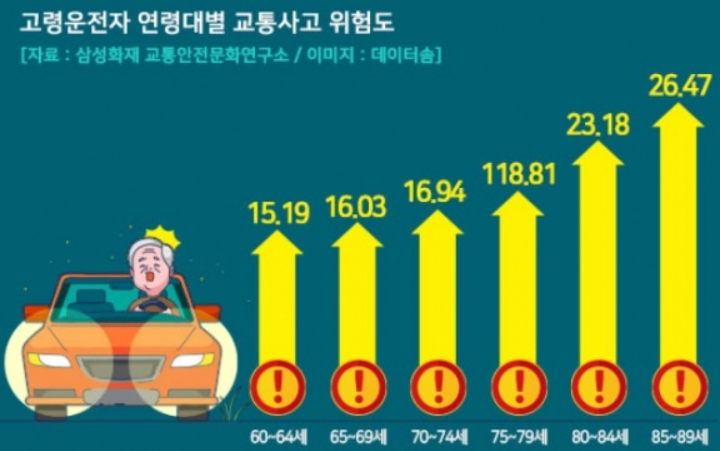 고령운전자 연령대별 교통사고 위험도
[자료 : 삼성화재 교통안전문화연구소 / 이미지 : 데이터솜]
15.19 16.03 16.94 118.81 23.18 26.47
! ! ! ! ! !
60~64세 65~69세 70~74세 75~79세 80~84세 85~89세